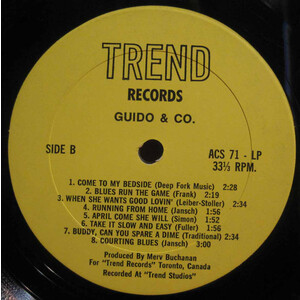 TREND
RECORDS
GUIDO & CO.
SIDE B
ACS 71 - LP
33⅓ RPM.
1. COME TO MY BEDSIDE (Deep Fork Music) 2:28
2. BLUES RUN THE GAME (Frank) 2:19
3. WHEN SHE WANTS GOOD LOVIN' (Leiber-Stoller) 2:34
4. RUNNING FROM HOME (Jansch) 1:56
5. APRIL COME SHE WILL (Simon) 1:52
6. TAKE IT SLOW AND EASY (Fuller) 1:56
7. BUDDY, CAN YOU SPARE A DIME (Traditional) 2:34
8. COURTING BLUES (Jansch) 3:00
Produced By Merv Buchanan
For "Trend Records" Toronto, Canada
Recorded At "Trend Studios"